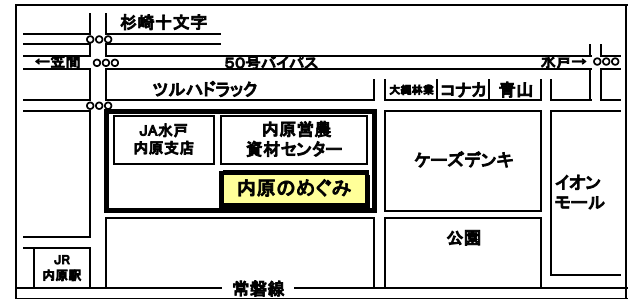 杉崎十文字
←笠間
50号バイパス
水戸→
ツルハドラック
大綱林業
コナカ
青山
JA水戸
内原支店
内原営農
資材センター
ケーズデンキ
内原のめぐみ
イオン
モール
公園
JR
内原駅
常磐線